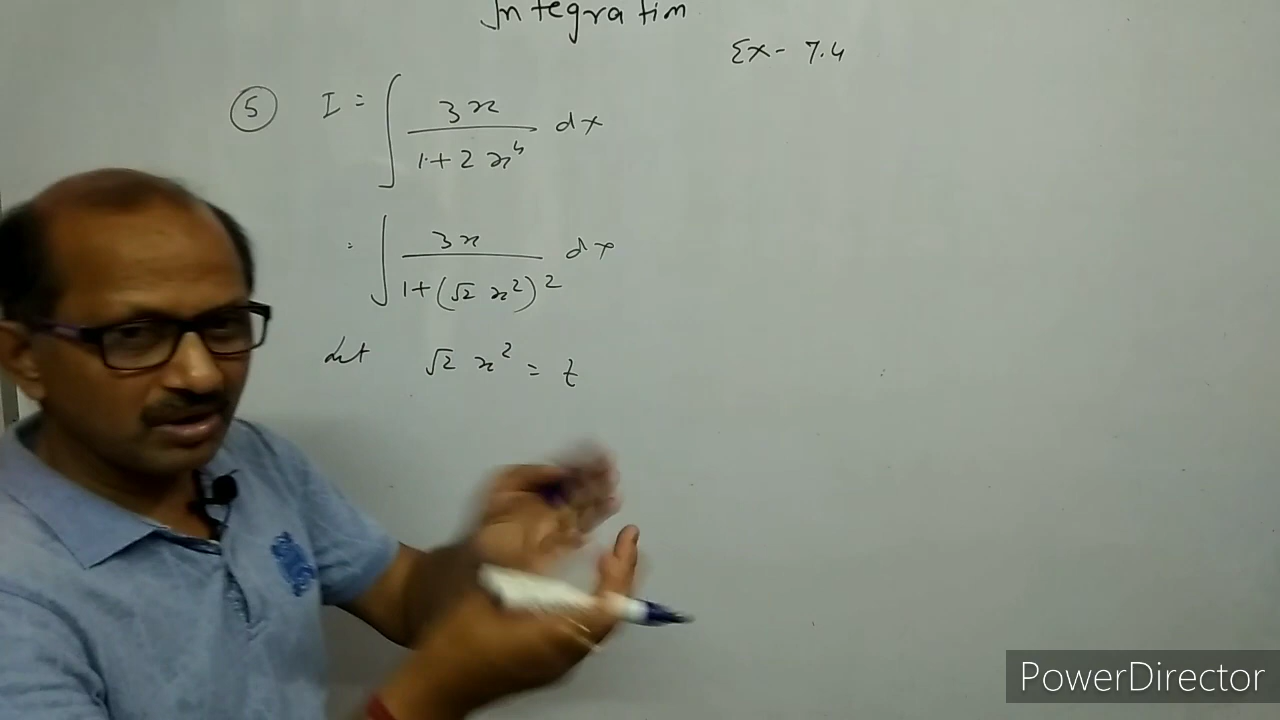 Integration
Ex- 7.4
5 I = ∫ 3x / 1+2x⁴ dx
= ∫ 3x / 1+(√2 x²)² dx
Let √2 x² = t
PowerDirector